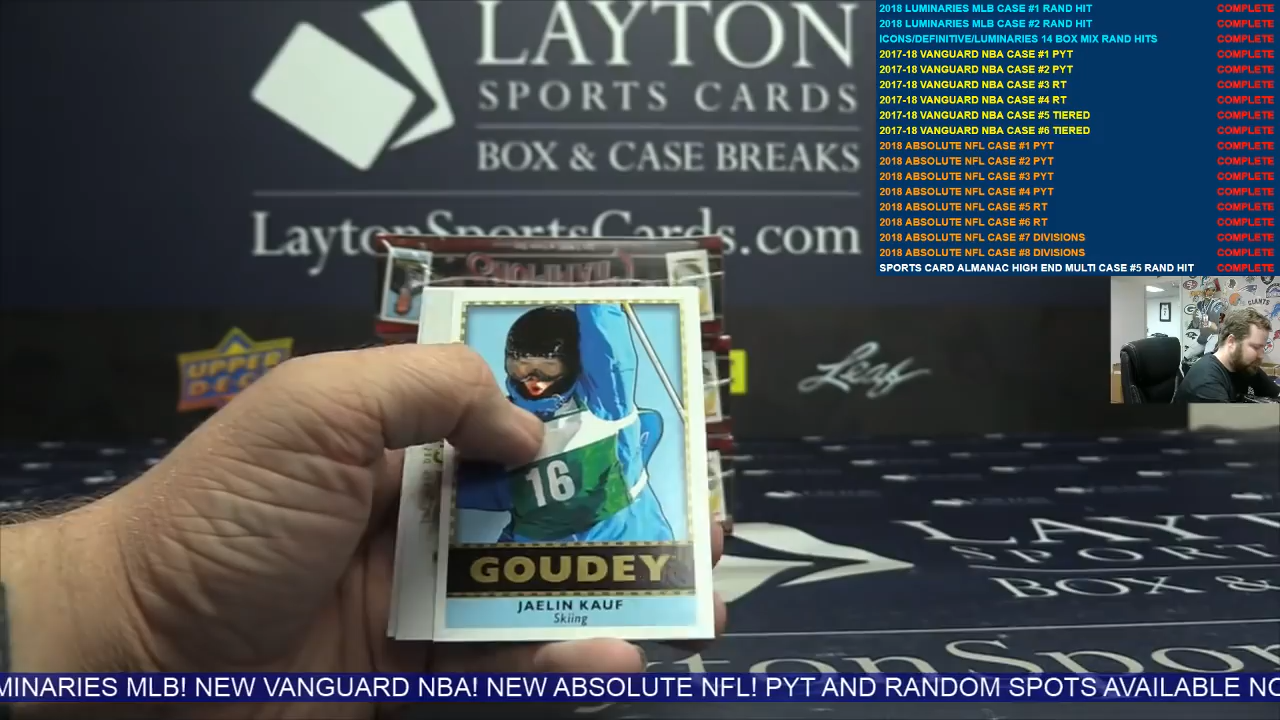 LAYTON
SPORTS CARDS
BOX & CASE BREAKS
LaytonSportsCards.com
2018 LUMINARIES MLB CASE #1 RAND HIT COMPLETE
2018 LUMINARIES MLB CASE #2 RAND HIT COMPLETE
ICONS/DEFINITIVE/LUMINARIES 14 BOX MIX RAND HITS COMPLETE
2017-18 VANGUARD NBA CASE #1 PYT COMPLETE
2017-18 VANGUARD NBA CASE #2 PYT COMPLETE
2017-18 VANGUARD NBA CASE #3 RT COMPLETE
2017-18 VANGUARD NBA CASE #4 RT COMPLETE
2017-18 VANGUARD NBA CASE #5 TIERED COMPLETE
2017-18 VANGUARD NBA CASE #6 TIERED COMPLETE
2018 ABSOLUTE NFL CASE #1 PYT COMPLETE
2018 ABSOLUTE NFL CASE #2 PYT COMPLETE
2018 ABSOLUTE NFL CASE #3 PYT COMPLETE
2018 ABSOLUTE NFL CASE #4 PYT COMPLETE
2018 ABSOLUTE NFL CASE #5 RT COMPLETE
2018 ABSOLUTE NFL CASE #6 RT COMPLETE
2018 ABSOLUTE NFL CASE #7 DIVISIONS COMPLETE
2018 ABSOLUTE NFL CASE #8 DIVISIONS COMPLETE
SPORTS CARD ALMANAC HIGH END MULTI CASE #5 RAND HIT COMPLETE
GIANTS
UPPER
DEC
Leaf
16
GOUDEY
JAELIN KAUF
Skiing
LAYT
SPORT
BOX &
LaytonSpor
MINARIES MLB! NEW VANGUARD NBA! NEW ABSOLUTE NFL! PYT AND RANDOM SPOTS AVAILABLE NO